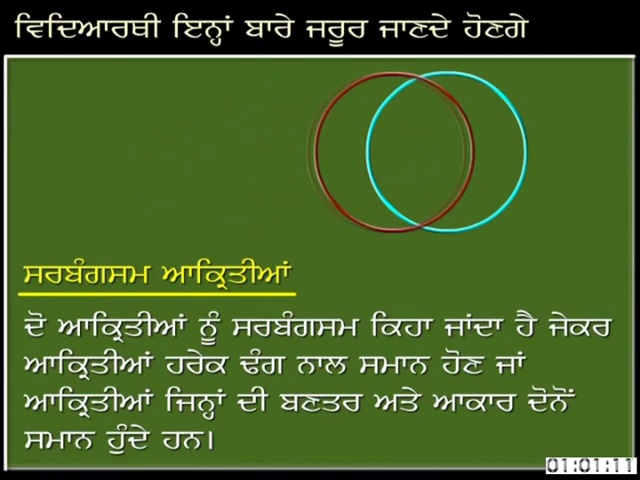 ਵਿਦਿਆਰਥੀ ਇਨ੍ਹਾਂ ਬਾਰੇ ਜਰੂਰ ਜਾਣਦੇ ਹੋਣਗੇ
ਸਰਬੰਗਸਮ ਆਕ੍ਰਿਤੀਆਂ
ਦੋ ਆਕ੍ਰਿਤੀਆਂ ਨੂੰ ਸਰਬੰਗਸਮ ਕਿਹਾ ਜਾਂਦਾ ਹੈ ਜੇਕਰ
ਆਕ੍ਰਿਤੀਆਂ ਹਰੇਕ ਢੰਗ ਨਾਲ ਸਮਾਨ ਹੋਣ ਜਾਂ
ਆਕ੍ਰਿਤੀਆਂ ਜਿਨ੍ਹਾਂ ਦੀ ਬਣਤਰ ਅਤੇ ਆਕਾਰ ਦੋਨੋਂ
ਸਮਾਨ ਹੁੰਦੇ ਹਨ।
01:01:11